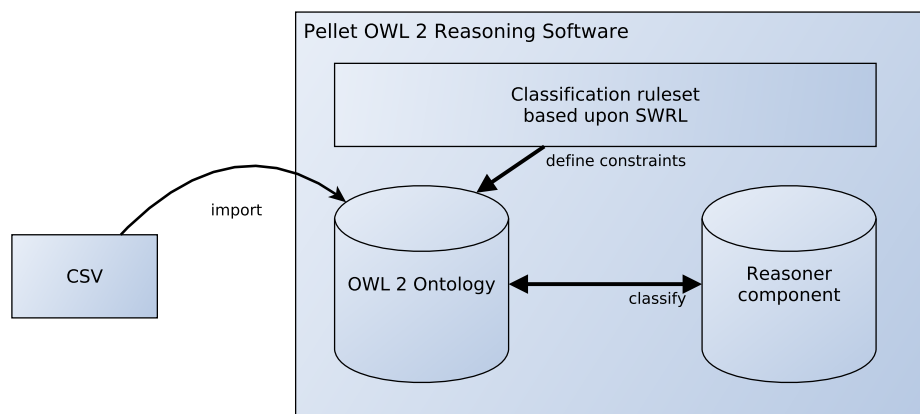 Pellet OWL 2 Reasoning Software
Classification ruleset
based upon SWRL
define constraints
import
CSV
OWL 2 Ontology
classify
Reasoner
component